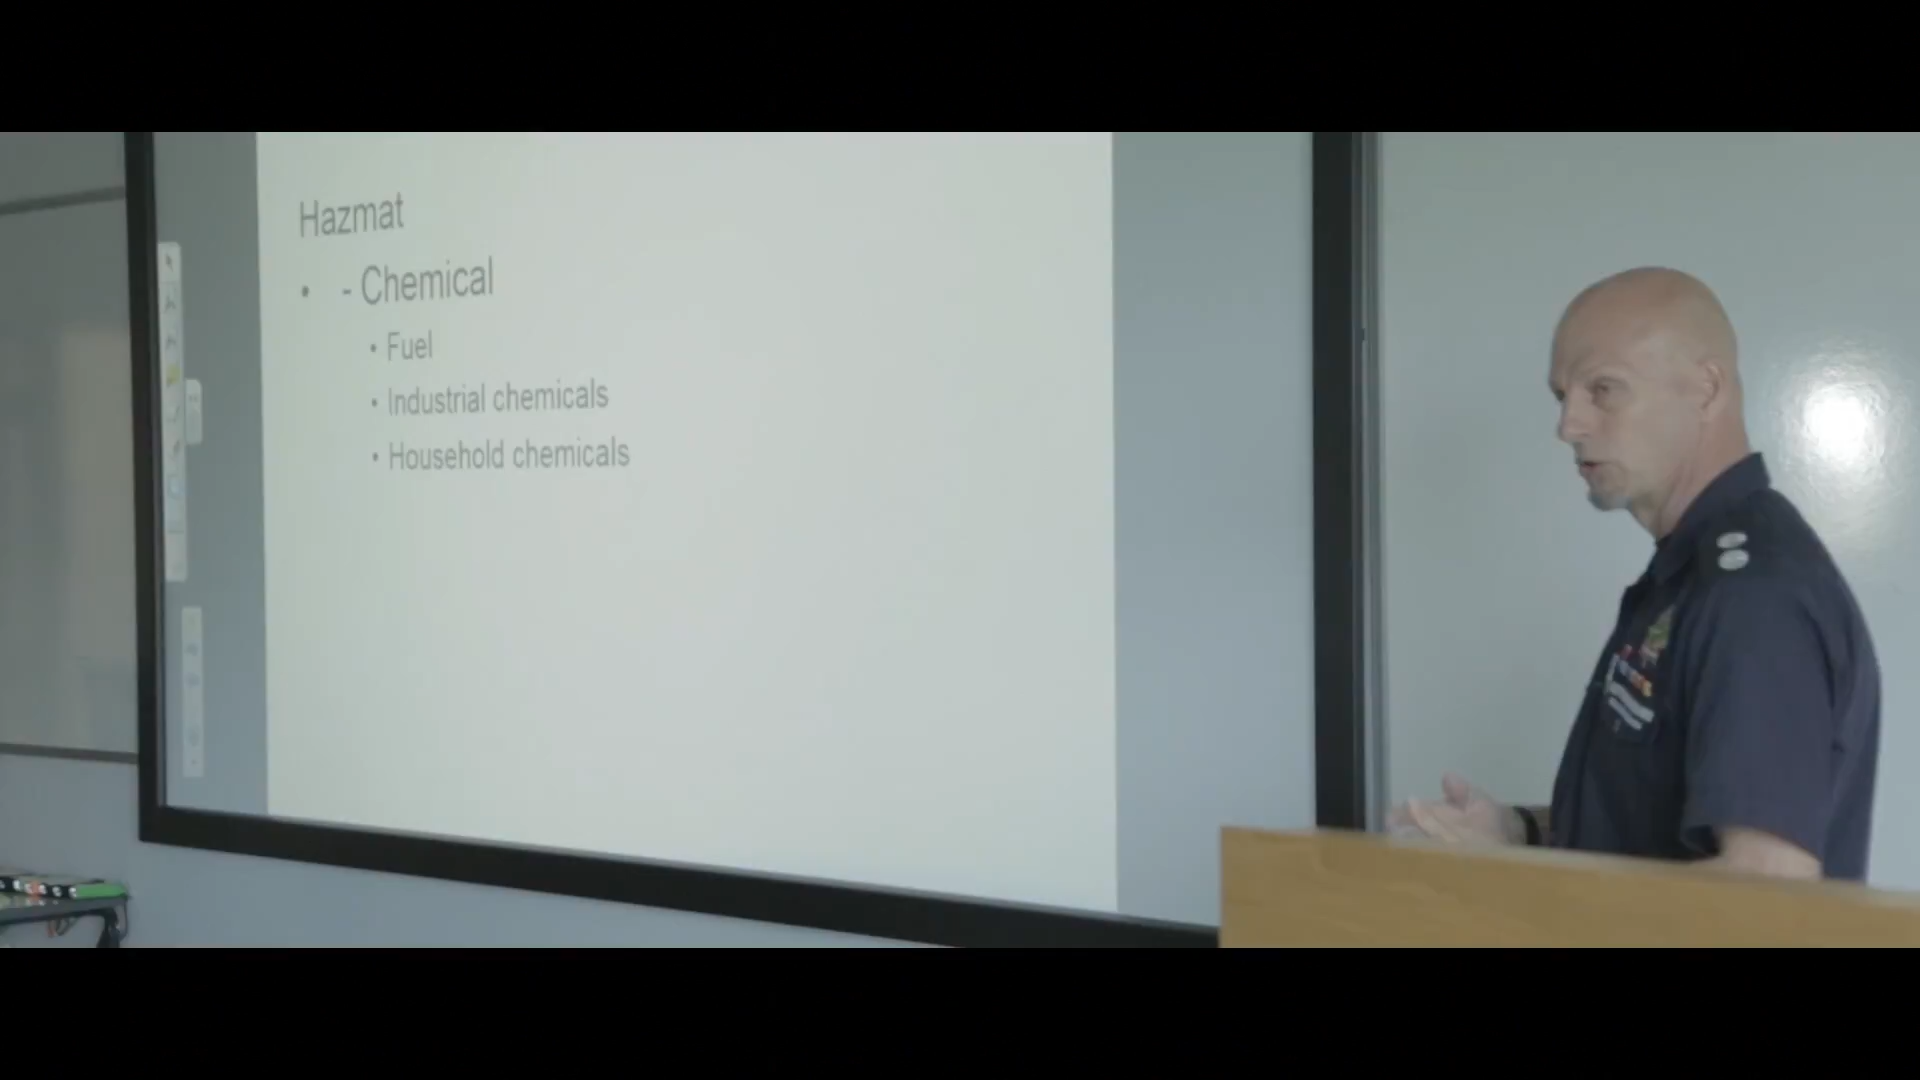 Hazmat
• - Chemical
• Fuel
• Industrial chemicals
• Household chemicals